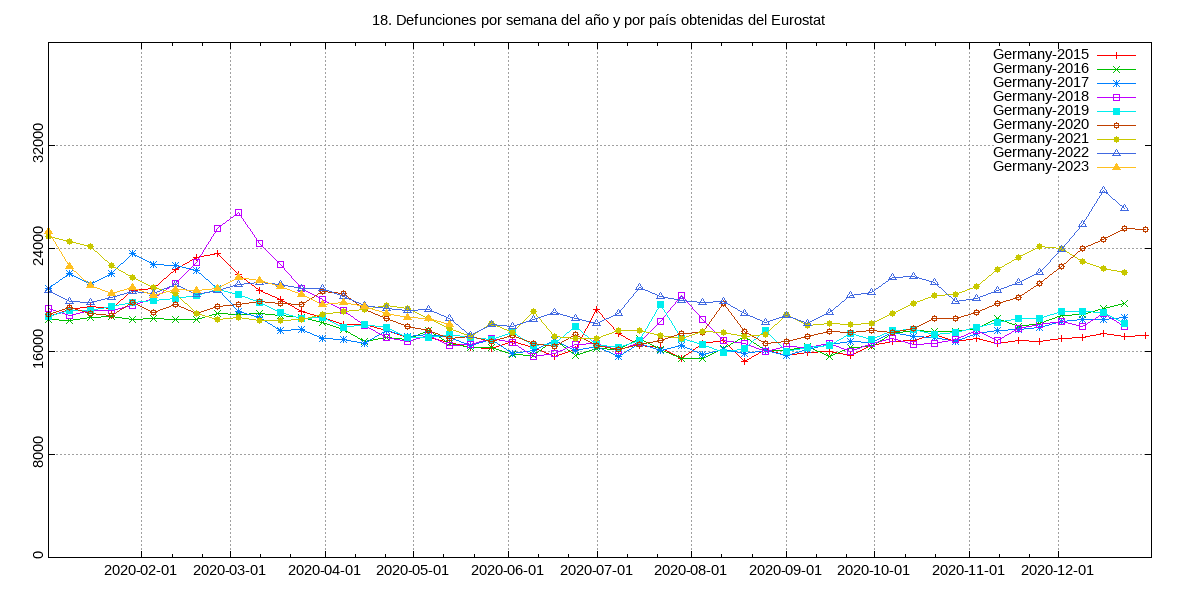 18. Defunciones por semana del año y por país obtenidas del Eurostat
Germany-2015
Germany-2016
Germany-2017
Germany-2018
Germany-2019
Germany-2020
Germany-2021
Germany-2022
Germany-2023
32000
24000
16000
8000
0
2020-02-01 2020-03-01 2020-04-01 2020-05-01 2020-06-01 2020-07-01 2020-08-01 2020-09-01 2020-10-01 2020-11-01 2020-12-01